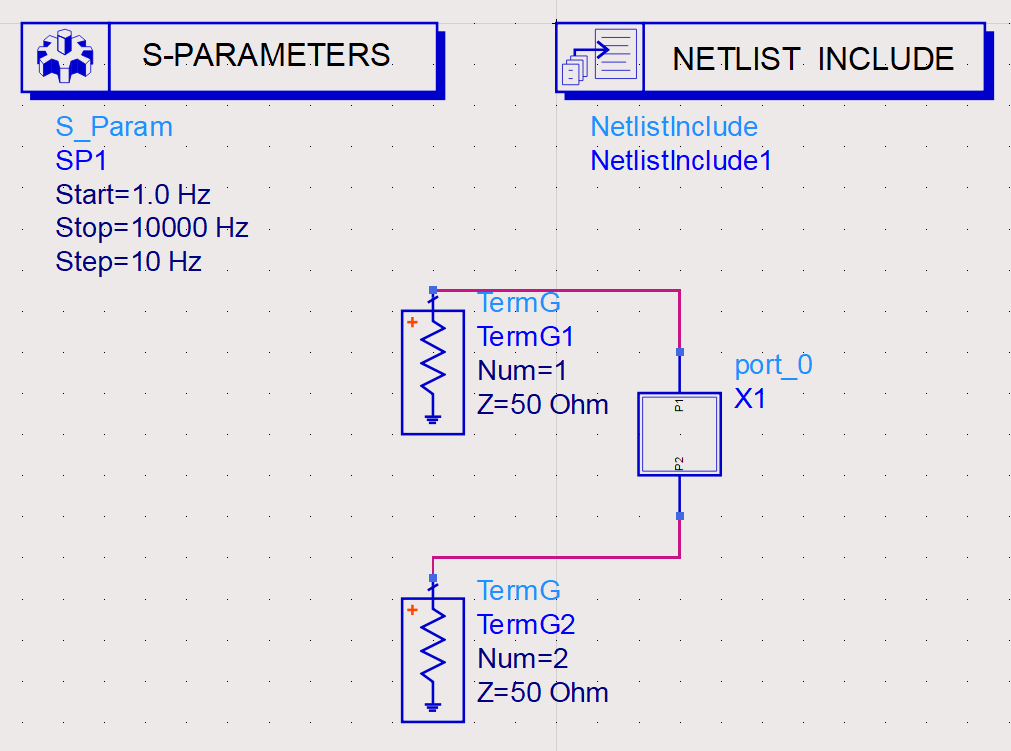 S-PARAMETERS
S_Param
SP1
Start=1.0 Hz
Stop=10000 Hz
Step=10 Hz
NETLIST INCLUDE
NetlistInclude
NetlistInclude1
TermG
TermG1
Num=1
Z=50 Ohm
port_0
X1
P1
P2
TermG
TermG2
Num=2
Z=50 Ohm